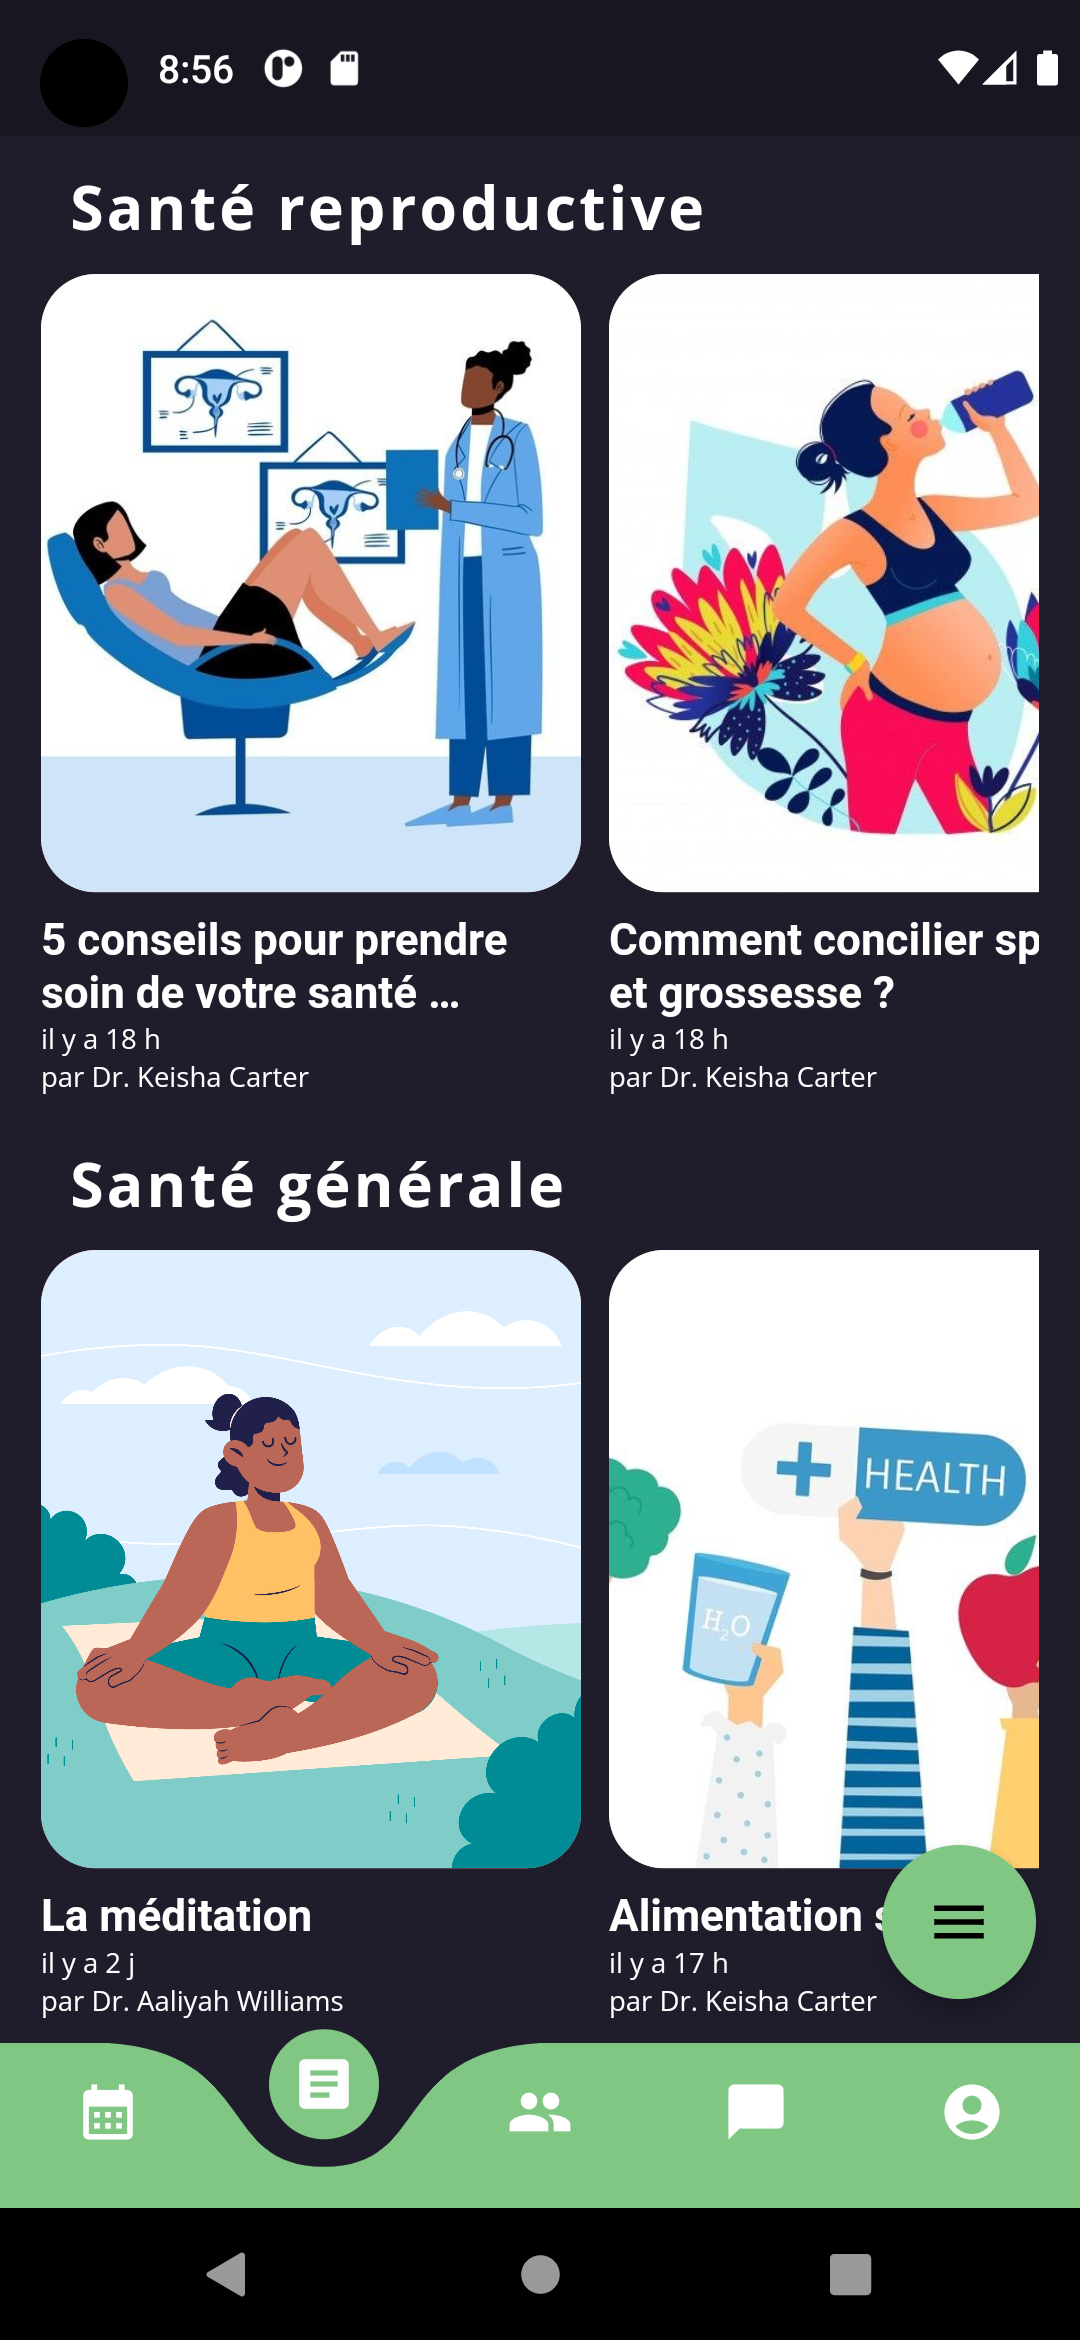 8:56
Santé reproductive
5 conseils pour prendre
soin de votre santé ...
il y a 18 h
par Dr. Keisha Carter
Comment concilier sp
et grossesse ?
il y a 18 h
par Dr. Keisha Carter
Santé générale
HEALTH
H2O
La méditation
il y a 2 j
par Dr. Aaliyah Williams
Alimentation
il y a 17 h
par Dr. Keisha Carter